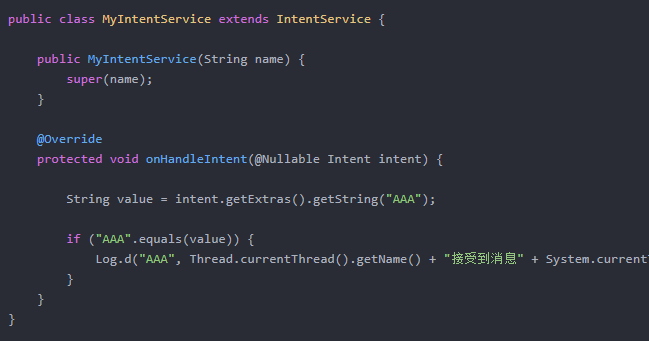 public class MyIntentService extends IntentService {
public MyIntentService(String name) {
super(name);
}
@Override
protected void onHandleIntent(@Nullable Intent intent) {
String value = intent.getExtras().getString("AAA");
if ("AAA".equals(value)) {
Log.d("AAA", Thread.currentThread().getName() + "接受到消息" + System.current
}
}
}